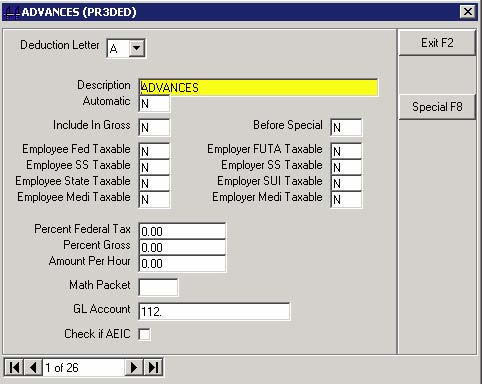 ADVANCES (PR3DED)
Deduction Letter A
Exit F2
Description ADVANCES
Automatic N
Special F8
Include In Gross N Before Special N
Employee Fed Taxable N Employer FUTA Taxable N
Employee SS Taxable N Employer SS Taxable N
Employee State Taxable N Employer SUI Taxable N
Employee Medi Taxable N Employer Medi Taxable N
Percent Federal Tax 0.00
Percent Gross 0.00
Amount Per Hour 0.00
Math Packet
GL Account 112.
Check if AEIC
1 of 26